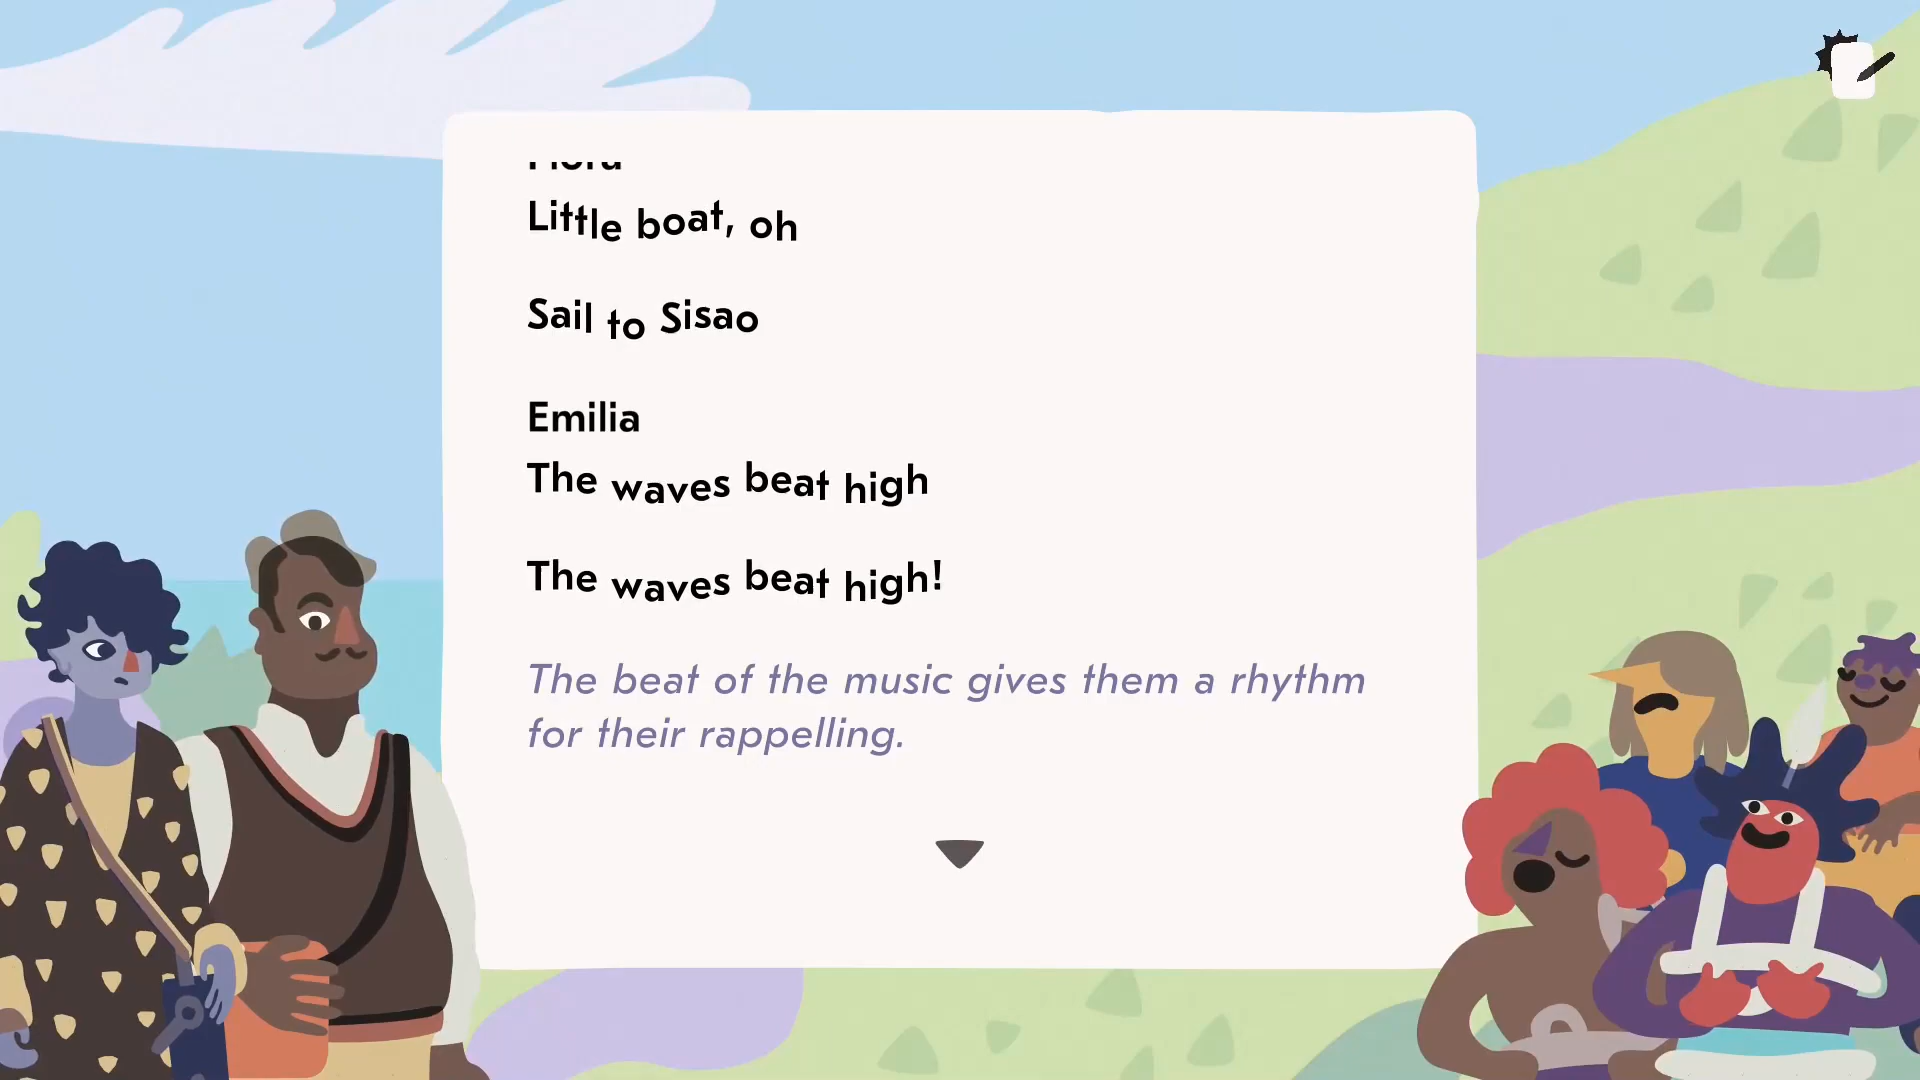 Little boat, oh
Sail to Sisao
Emilia
The waves beat high
The waves beat high!
The beat of the music gives them a rhythm
for their rappelling.